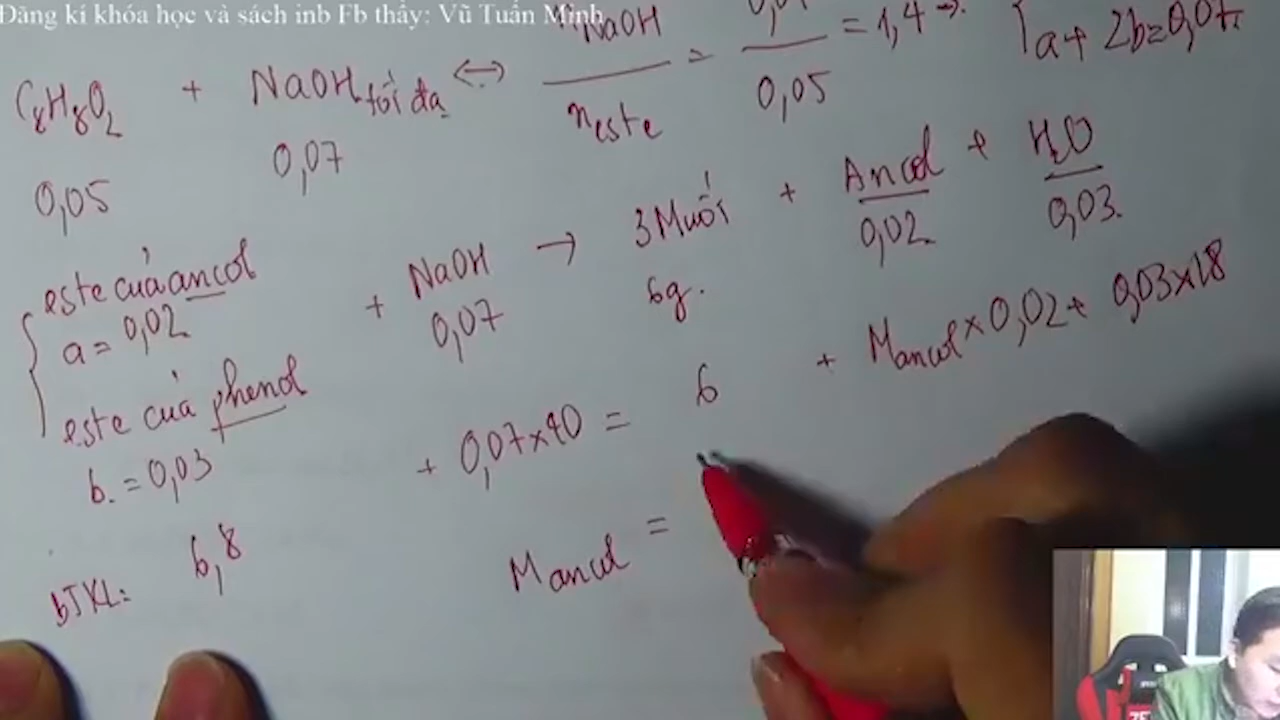 Đăng kí khóa học và sách inb Fb thầy: Vũ Tuấn Minh
C8H8O2 + NaOH tối đa <=> nNaOH / neste = 0,07 / 0,05 = 1,4 → { a + 2b = 0,07
0,05 0,07
{ este của ancol + NaOH → 3 Muối + Ancol + H2O
a = 0,02 0,07 6g. 0,02 0,03.
este của phenol
b. = 0,03
BTKL: 6,8 + 0,07×40 = 6 + Mancol × 0,02 + 0,03×18
Mancol =